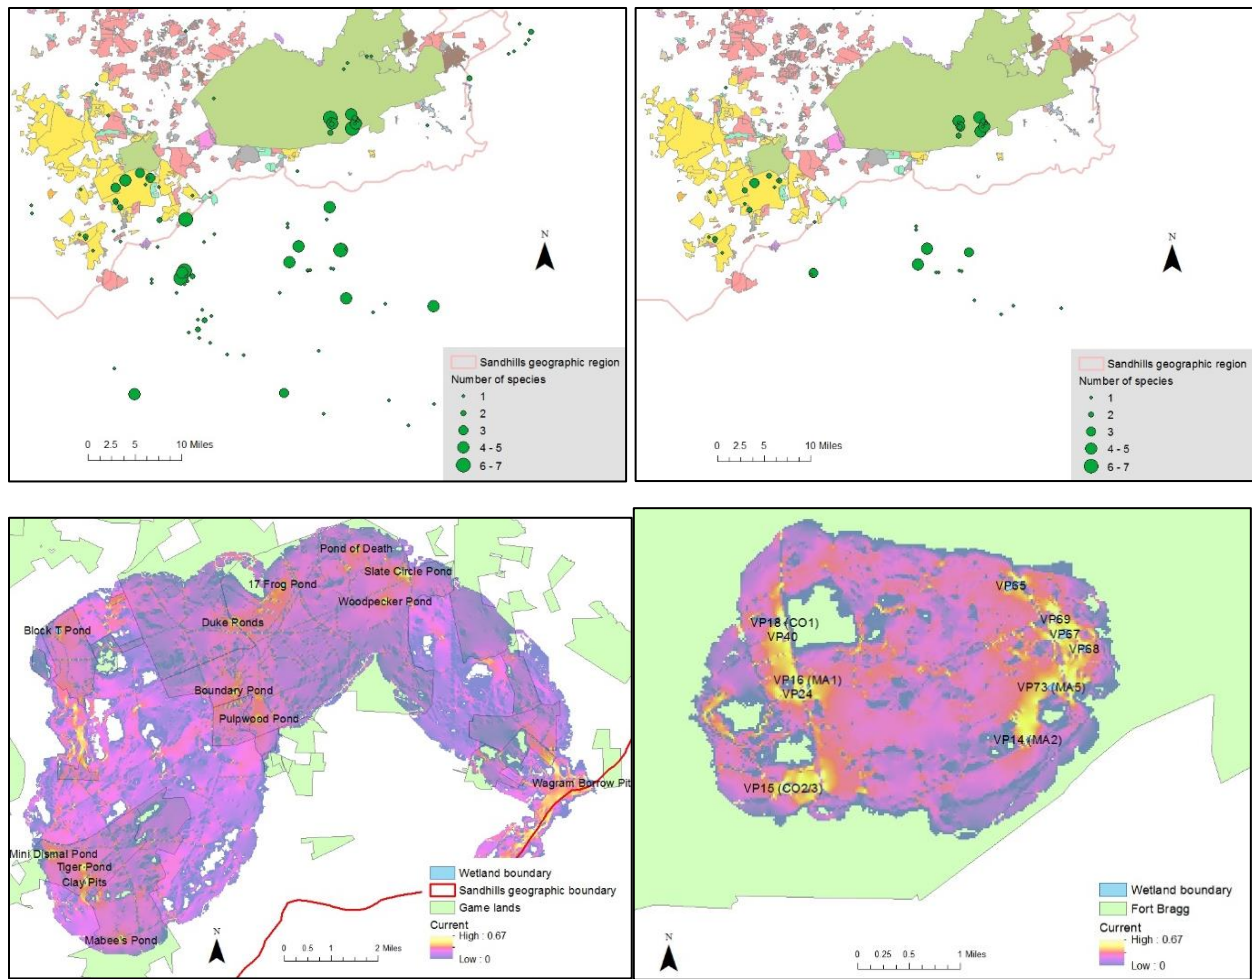 N
Sandhills geographic region
Number of species
1
2
3
4 - 5
6 - 7
0 2.5 5 10 Miles
N
Sandhills geographic region
Number of species
1
2
3
4 - 5
6 - 7
0 2.5 5 10 Miles
Pond of Death
Slate Circle Pond
17 Frog Pond
Woodpecker Pond
Duke Ponds
Block T Pond
Boundary Pond
Pulpwood Pond
Wagram Borrow Pit
Mini Dismal Pond
Tiger Pond
Clay Pits
Mabee's Pond
N
0 0.5 1 2 Miles
Wetland boundary
Sandhills geographic boundary
Game lands
Current
High : 0.67
Low : 0
VP65
VP18 (CO1)
VP69
VP40
VP67
VP68
VP16 (MA1)
VP73 (MA5)
VP24
VP14 (MA2)
VP15 (CO2/3)
N
0 0.25 0.5 1 Miles
Wetland boundary
Fort Bragg
Current
High : 0.67
Low : 0